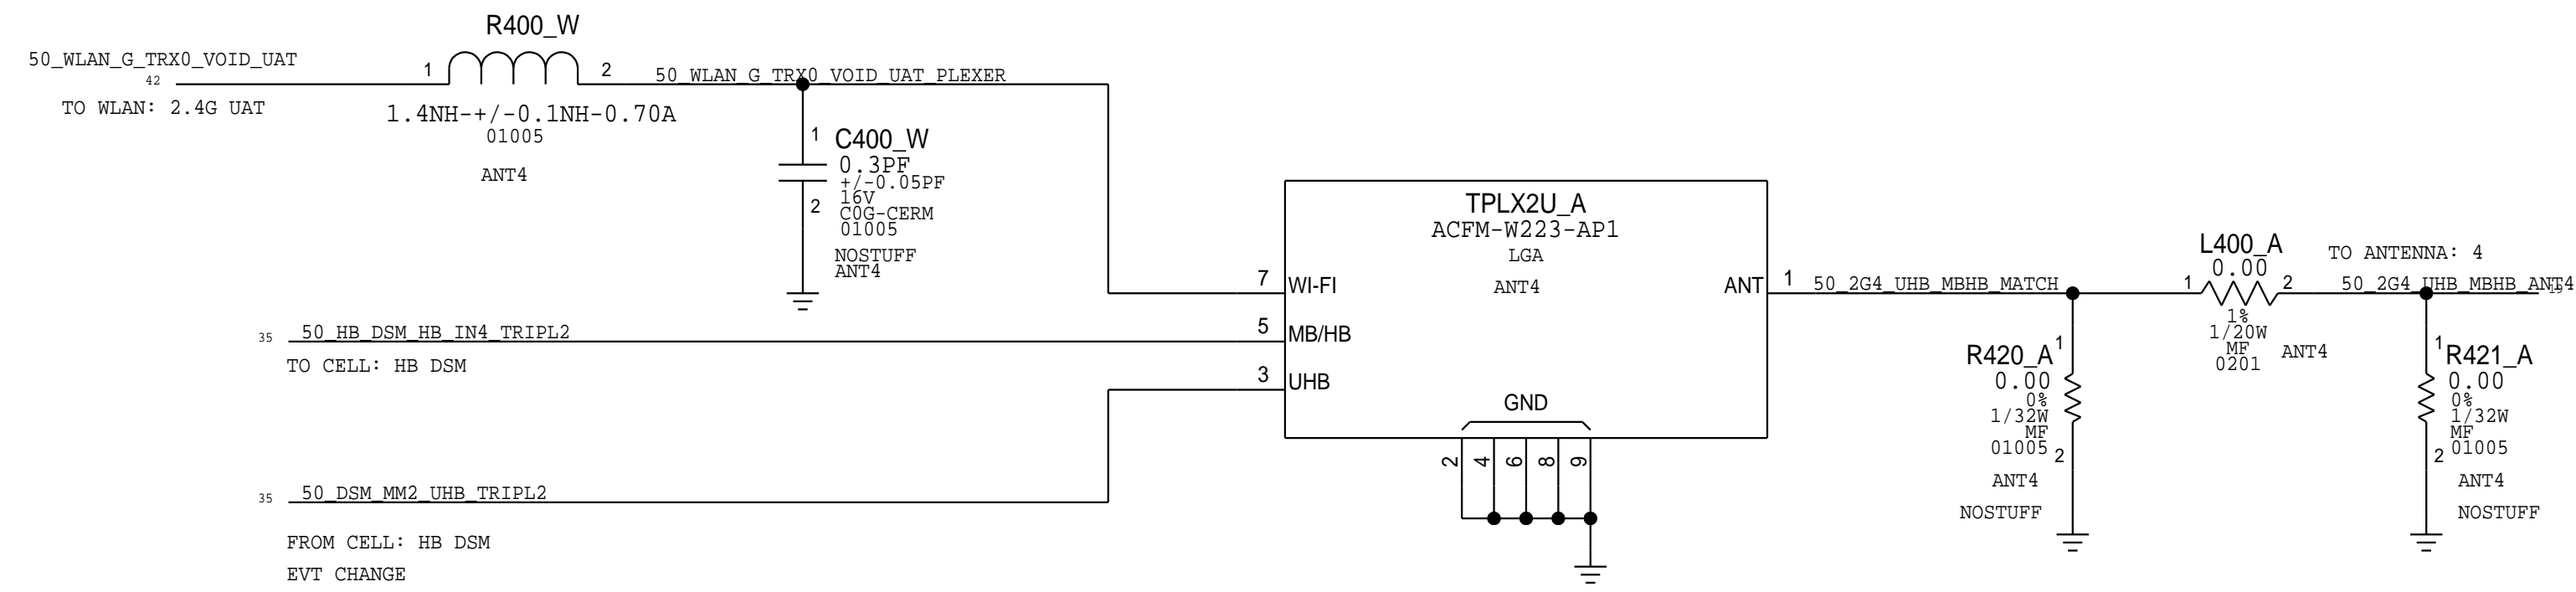 R400_W
50_WLAN_G_TRX0_VOID_UAT
42
TO WLAN: 2.4G UAT
1
2
1.4NH-+/-0.1NH-0.70A
01005
ANT4
50_WLAN_G_TRX0_VOID_UAT_PLEXER
1
C400_W
0.3PF
+/-0.05PF
16V
2
C0G-CERM
01005
NOSTUFF
ANT4
35
50_HB_DSM_HB_IN4_TRIPL2
TO CELL: HB DSM
35
50_DSM_MM2_UHB_TRIPL2
FROM CELL: HB DSM
EVT CHANGE
TPLX2U_A
ACFM-W223-AP1
LGA
ANT4
7
WI-FI
5
MB/HB
3
UHB
ANT
1
GND
2
4
6
8
9
50_2G4_UHB_MBHB_MATCH
L400_A
0.00
1
2
1%
1/20W
MF
0201
ANT4
TO ANTENNA: 4
50_2G4_UHB_MBHB_ANT4
R420_A
1
0.00
0%
1/32W
MF
01005
2
ANT4
NOSTUFF
1
R421_A
0.00
0%
1/32W
MF
01005
2
ANT4
NOSTUFF